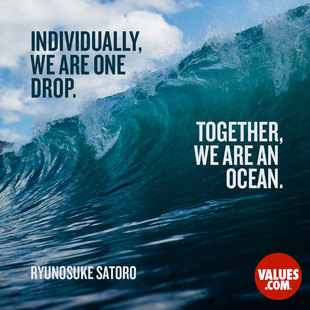 INDIVIDUALLY,
WE ARE ONE
DROP.
TOGETHER,
WE ARE AN
OCEAN.
RYUNOSUKE SATORO
VALUES
.COM